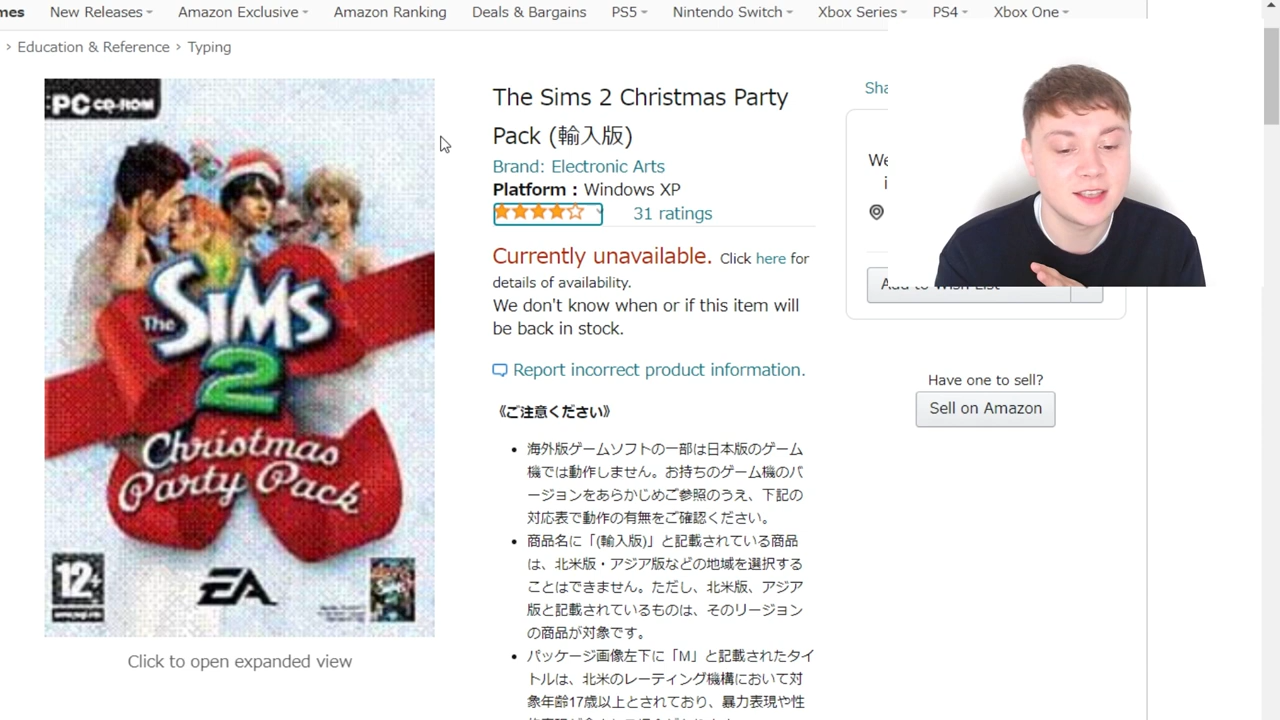 mes New Releases Amazon Exclusive Amazon Ranking Deals & Bargains PS5 Nintendo Switch Xbox Series PS4 Xbox One
› Education & Reference › Typing
PC CD-ROM
The SIMS 2
Christmas
Party Pack
12+
EA
Click to open expanded view
The Sims 2 Christmas Party
Pack (輸入版)
Brand: Electronic Arts
Platform : Windows XP
31 ratings
Currently unavailable. Click here for
details of availability.
We don't know when or if this item will
be back in stock.
Report incorrect product information.
《ご注意ください》
• 海外版ゲームソフトの一部は日本版のゲーム
機では動作しません。お持ちのゲーム機のバ
ージョンをあらかじめご参照のうえ、下記の
対応表で動作の有無をご確認ください。
• 商品名に「(輸入版)」と記載されている商品
は、北米版・アジア版などの地域を選択する
ことはできません。ただし、北米版、アジア
版と記載されているものは、そのリージョン
の商品が対象です。
• パッケージ画像左下に「M」と記載されたタイ
トルは、北米のレーティング機構において対
象年齢17歳以上とされており、暴力表現や性
Sha
We
i
Add to Wish List
Have one to sell?
Sell on Amazon